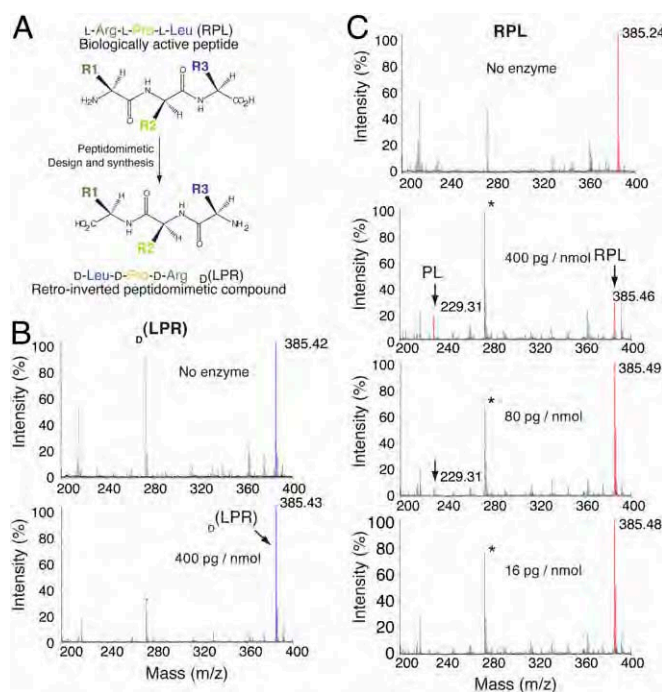 A
L-Arg-L-Pro-L-Leu (RPL)
Biologically active peptide
R1
H
O
H
N
R3
H
H2N
N
H
CO2H
R2
H
O
Peptidomimetic
Design and synthesis
R1
H
O
H
N
R3
H
HO2C
N
H
NH2
R2
H
O
D-Leu-D-Pro-D-Arg D(LPR)
Retro-inverted peptidomimetic compound
B
D(LPR)
Intensity (%)
100
80
60
40
20
0
No enzyme
385.42
200 240 280 320 360 400
Intensity (%)
100
80
60
40
20
0
D(LPR)
385.43
400 pg / nmol
200 240 280 320 360 400
Mass (m/z)
C
RPL
Intensity (%)
100
80
60
40
20
0
No enzyme
385.24
200 240 280 320 360 400
Intensity (%)
100
80
60
40
20
0
*
400 pg / nmol
PL
229.31
RPL
385.46
200 240 280 320 360 400
Intensity (%)
100
80
60
40
20
0
*
80 pg / nmol
229.31
385.49
200 240 280 320 360 400
Intensity (%)
100
80
60
40
20
0
*
16 pg / nmol
385.48
200 240 280 320 360 400
Mass (m/z)